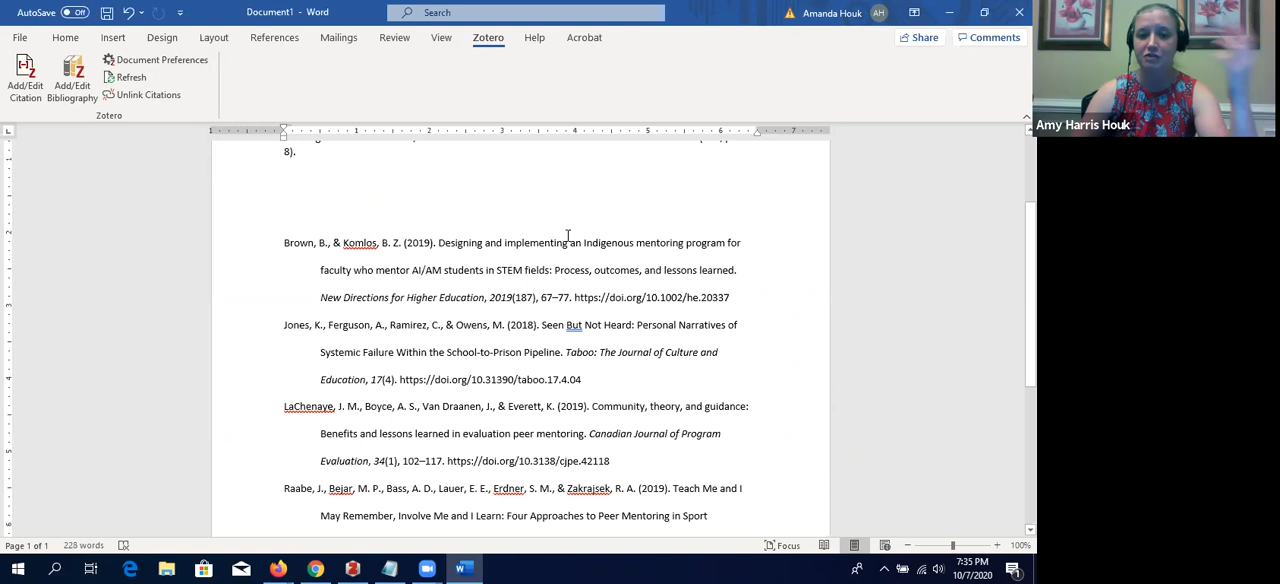 AutoSave Off Document1 - Word Search Amanda Houk AH
File Home Insert Design Layout References Mailings Review View Zotero Help Acrobat Share Comments
Add/Edit Citation
Add/Edit Bibliography
Document Preferences
Refresh
Unlink Citations
Zotero
Amy Harris Houk
1 1 2 3 4 5 6 7
8).
Brown, B., & Komlos, B. Z. (2019). Designing and implementing an Indigenous mentoring program for
faculty who mentor AI/AM students in STEM fields: Process, outcomes, and lessons learned.
New Directions for Higher Education, 2019(187), 67–77. https://doi.org/10.1002/he.20337
Jones, K., Ferguson, A., Ramirez, C., & Owens, M. (2018). Seen But Not Heard: Personal Narratives of
Systemic Failure Within the School-to-Prison Pipeline. Taboo: The Journal of Culture and
Education, 17(4). https://doi.org/10.31390/taboo.17.4.04
LaChenaye, J. M., Boyce, A. S., Van Draanen, J., & Everett, K. (2019). Community, theory, and guidance:
Benefits and lessons learned in evaluation peer mentoring. Canadian Journal of Program
Evaluation, 34(1), 102–117. https://doi.org/10.3138/cjpe.42118
Raabe, J., Bejar, M. P., Bass, A. D., Lauer, E. E., Erdner, S. M., & Zakrajsek, R. A. (2019). Teach Me and I
May Remember, Involve Me and I Learn: Four Approaches to Peer Mentoring in Sport
Page 1 of 1 228 words Focus 100%
7:35 PM
10/7/2020